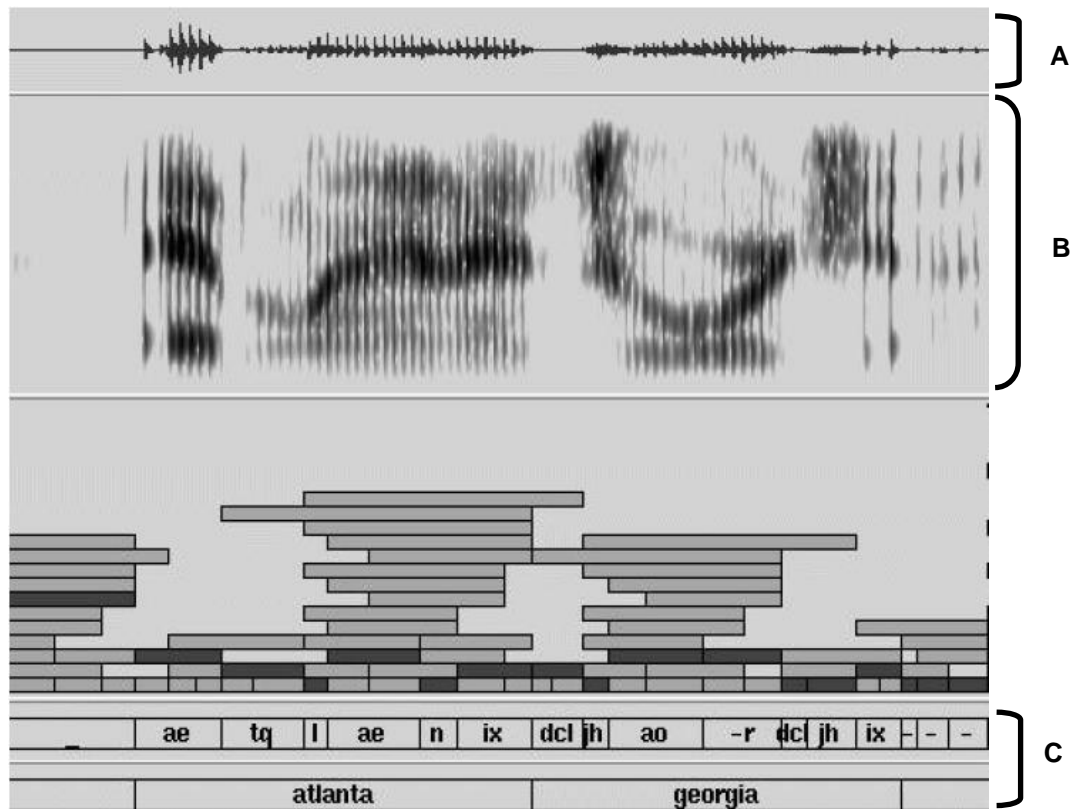 A
B
_ ae tq l ae n ix dcl jh ao -r dcl jh ix - - -
C
atlanta georgia